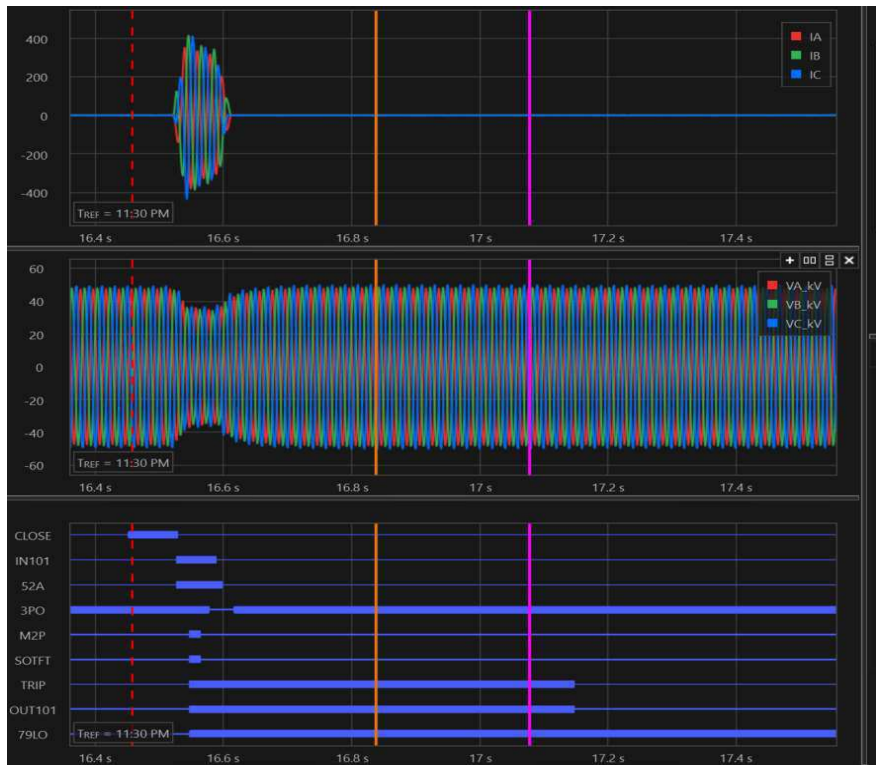 400
200
0
-200
-400
IA
IB
IC
TREF = 11:30 PM
16.4 s 16.6 s 16.8 s 17 s 17.2 s 17.4 s
60
40
20
0
-20
-40
-60
VA_kV
VB_kV
VC_kV
TREF = 11:30 PM
16.4 s 16.6 s 16.8 s 17 s 17.2 s 17.4 s
CLOSE
IN101
52A
3PO
M2P
SOTFT
TRIP
OUT101
79LO
TREF = 11:30 PM
16.4 s 16.6 s 16.8 s 17 s 17.2 s 17.4 s